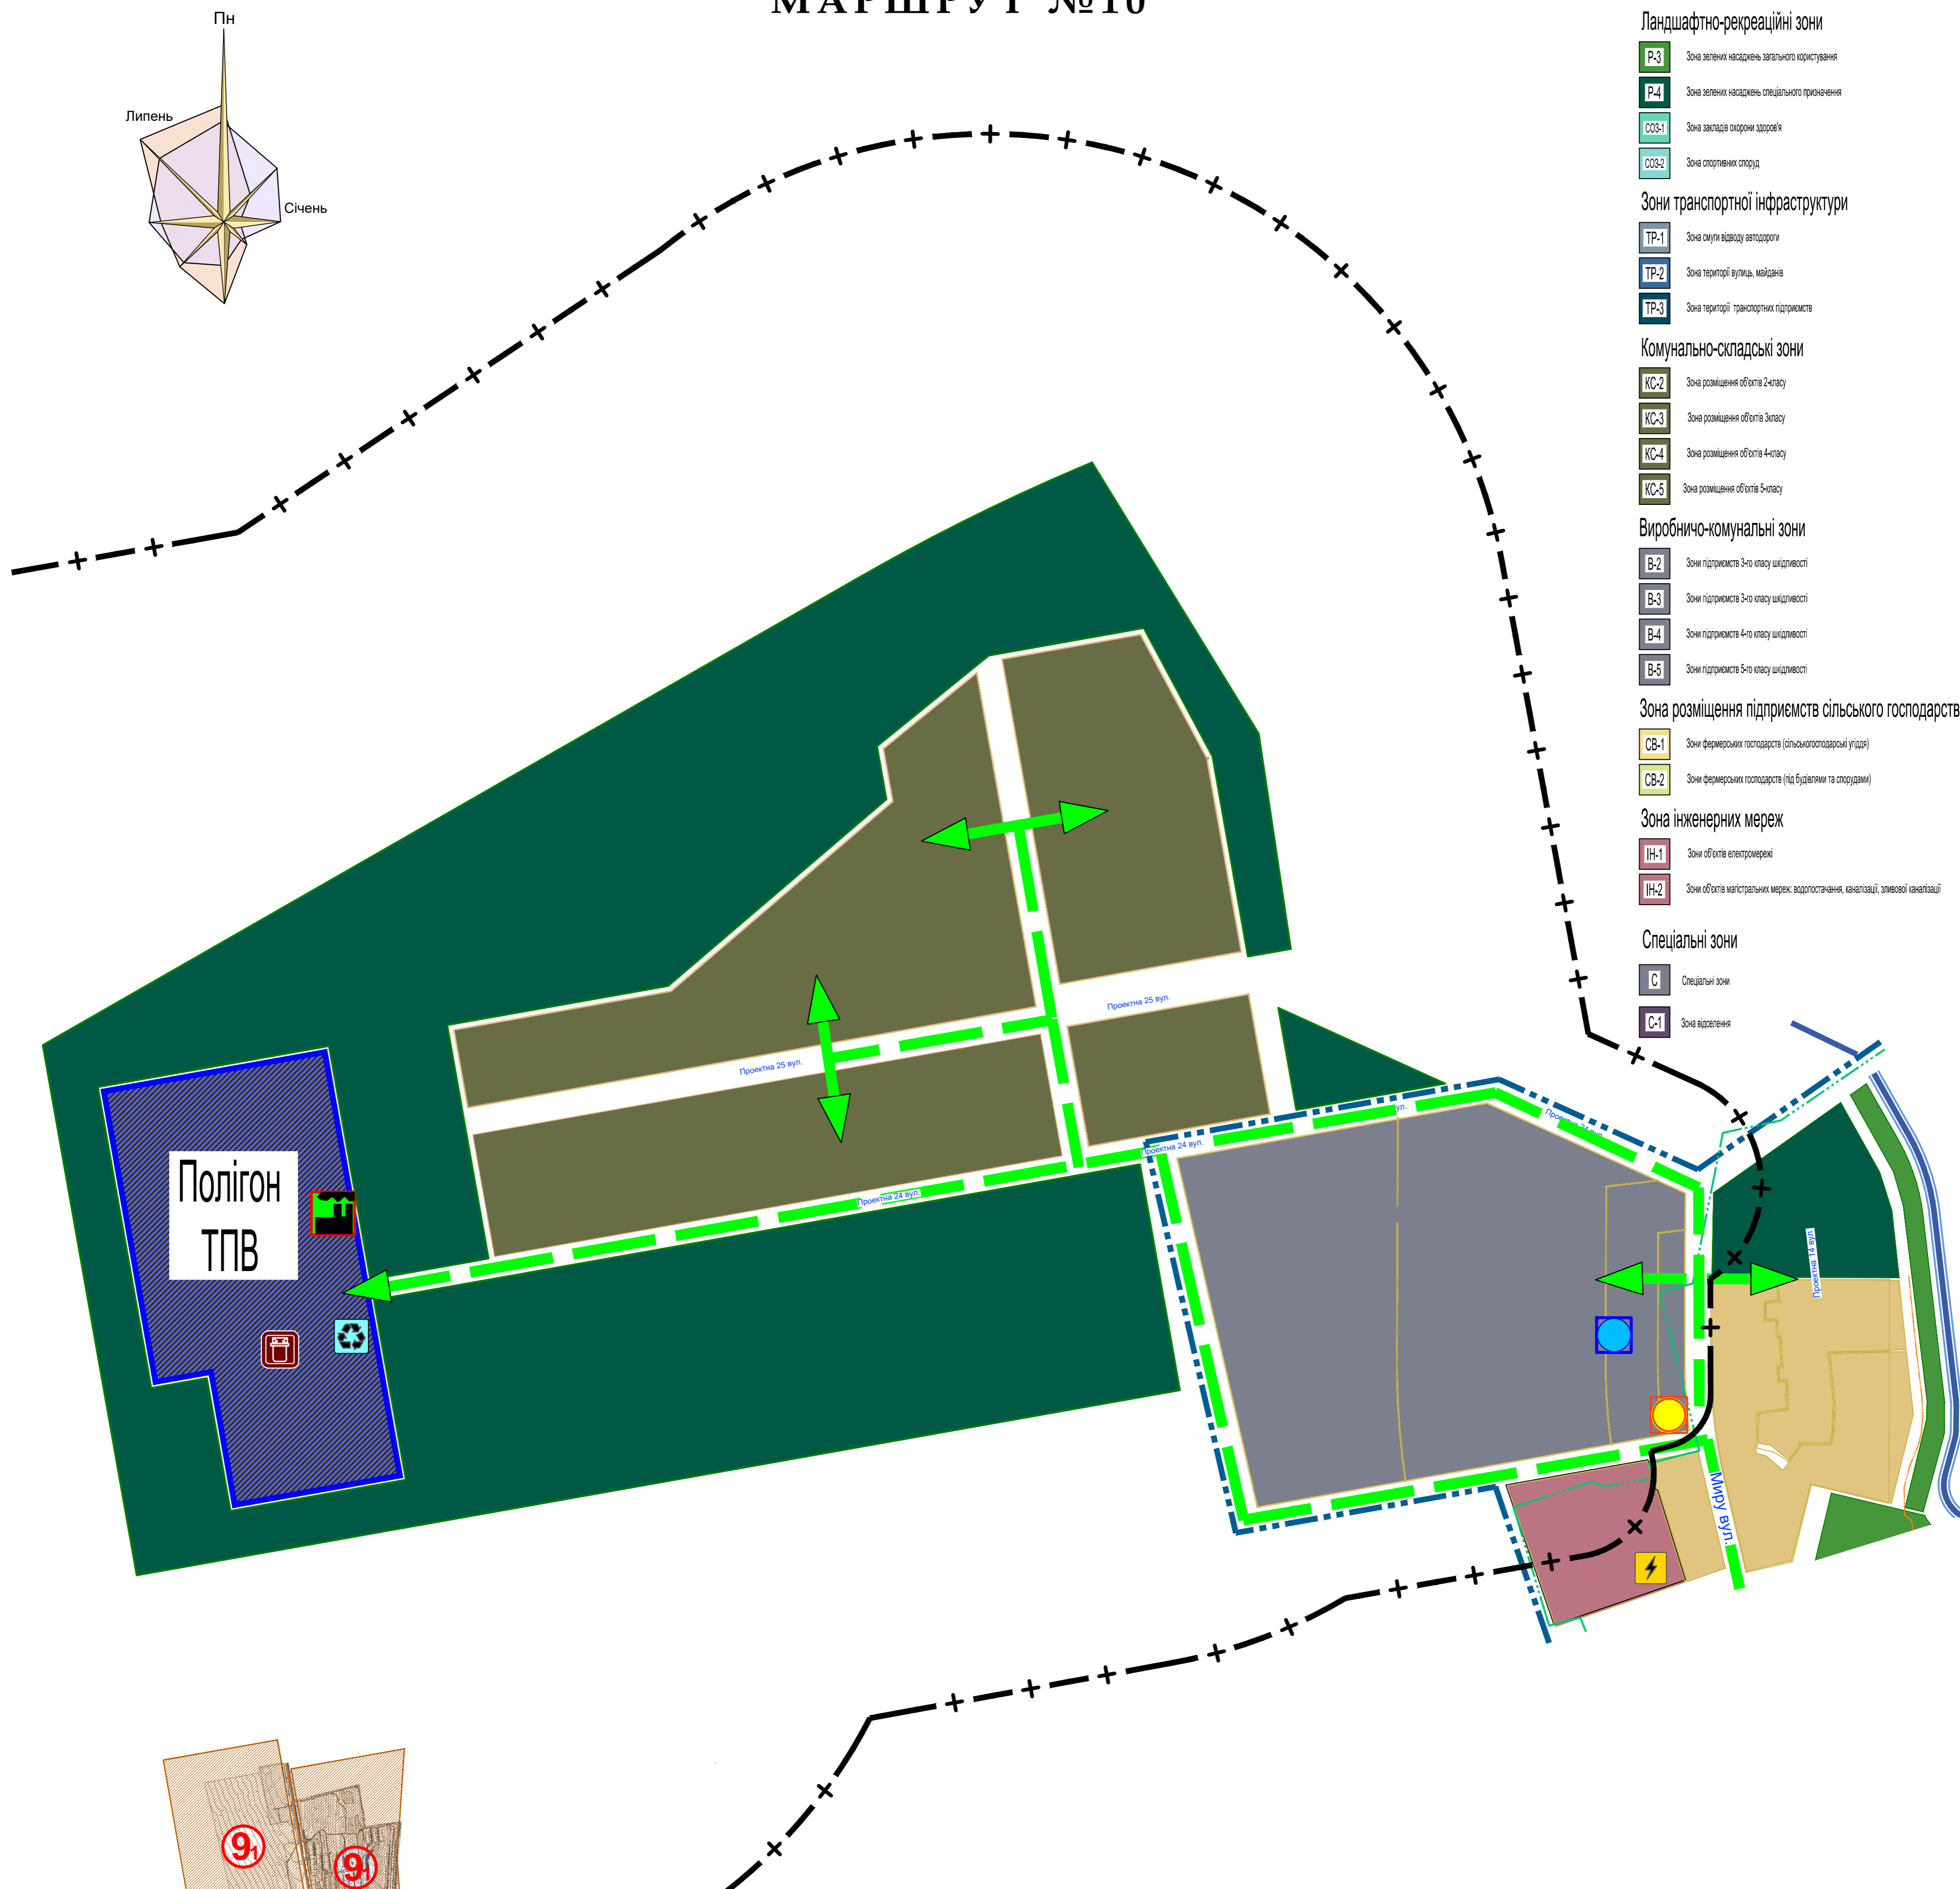 МАРШРУТ №10
Пн
Липень
Січень
Ландшафтно-рекреаційні зони
Р-3 Зона зелених насаджень загального користування
Р-4 Зона зелених насаджень спеціального призначення
СОЗ-1 Зона закладів охорони здоров'я
СОЗ-2 Зона спортивних споруд
Зони транспортної інфраструктури
ТР-1 Зона смуги відводу автодороги
ТР-2 Зона території вулиць, майданів
ТР-3 Зона території транспортних підприємств
Комунально-складські зони
КС-2 Зона розміщення об'єктів 2-класу
КС-3 Зона розміщення об'єктів 3класу
КС-4 Зона розміщення об'єктів 4-класу
КС-5 Зона розміщення об'єктів 5-класу
Виробничо-комунальні зони
В-2 Зони підприємств 3-го класу шкідливості
В-3 Зони підприємств 3-го класу шкідливості
В-4 Зони підприємств 4-го класу шкідливості
В-5 Зони підприємств 5-го класу шкідливості
Зона розміщення підприємств сільського господарств
СВ-1 Зони фермерських господарств (сільськогосподарські угіддя)
СВ-2 Зони фермерських господарств (під будівлями та спорудами)
Зона інженерних мереж
ІН-1 Зони об'єктів електромережі
ІН-2 Зони об'єктів магістральних мереж: водопостачання, каналізації, зливової каналізації
Спеціальні зони
С Спеціальні зони
С-1 Зона відселення
Проектна 25 вул.
Проектна 25 вул.
вул.
Проектна 24 вул.
Проектна 24 вул.
Проектна 24 вул.
Проектна 14 вул.
Миру вул.
Полігон
ТПВ
91
91